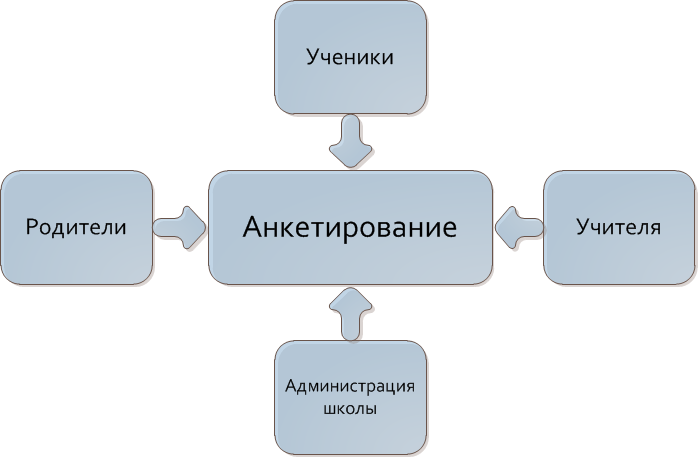 Ученики
Родители
Анкетирование
Учителя
Администрация
школы